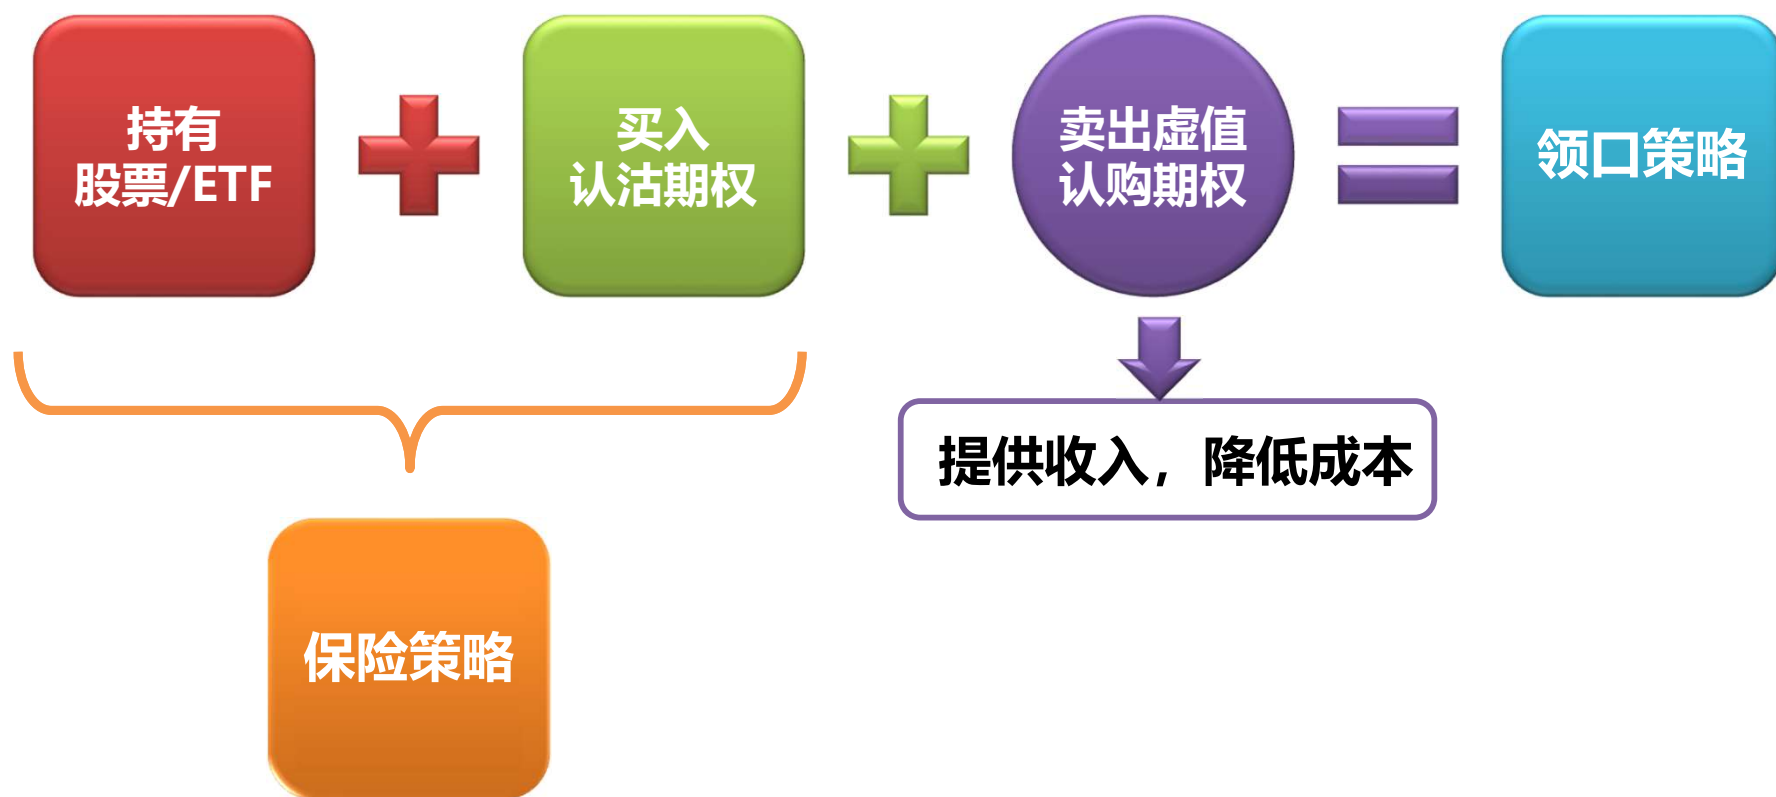 持有
股票/ETF
买入
认沽期权
卖出虚值
认购期权
领口策略
提供收入，降低成本
保险策略